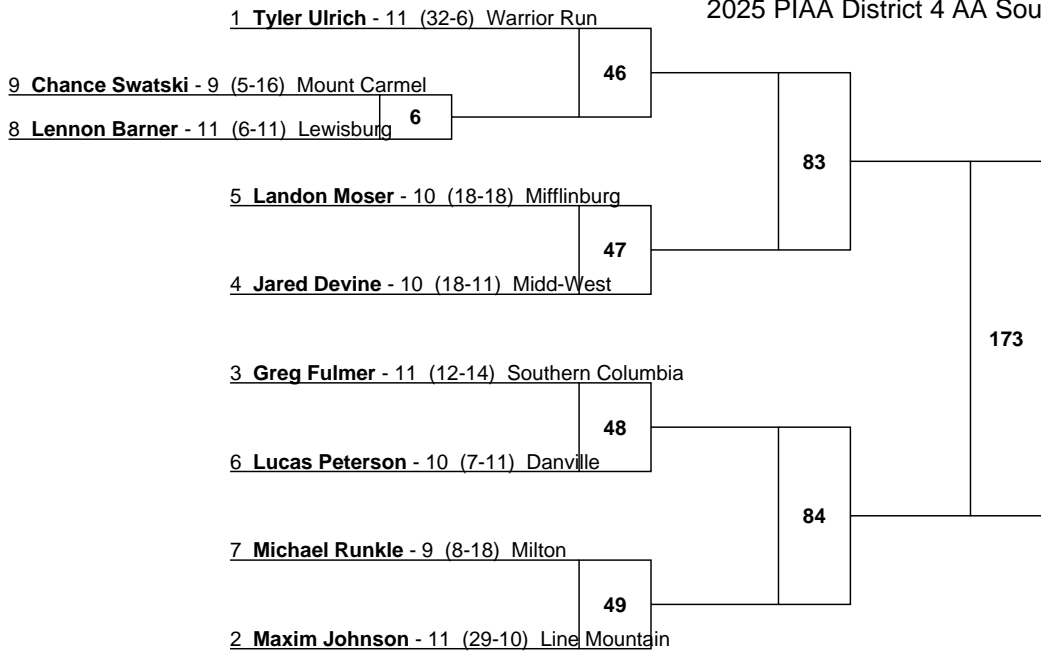 2025 PIAA District 4 AA Sou
1 Tyler Ulrich - 11 (32-6) Warrior Run
46
9 Chance Swatski - 9 (5-16) Mount Carmel
6
8 Lennon Barner - 11 (6-11) Lewisburg
83
5 Landon Moser - 10 (18-18) Mifflinburg
47
4 Jared Devine - 10 (18-11) Midd-West
173
3 Greg Fulmer - 11 (12-14) Southern Columbia
48
6 Lucas Peterson - 10 (7-11) Danville
84
7 Michael Runkle - 9 (8-18) Milton
49
2 Maxim Johnson - 11 (29-10) Line Mountain